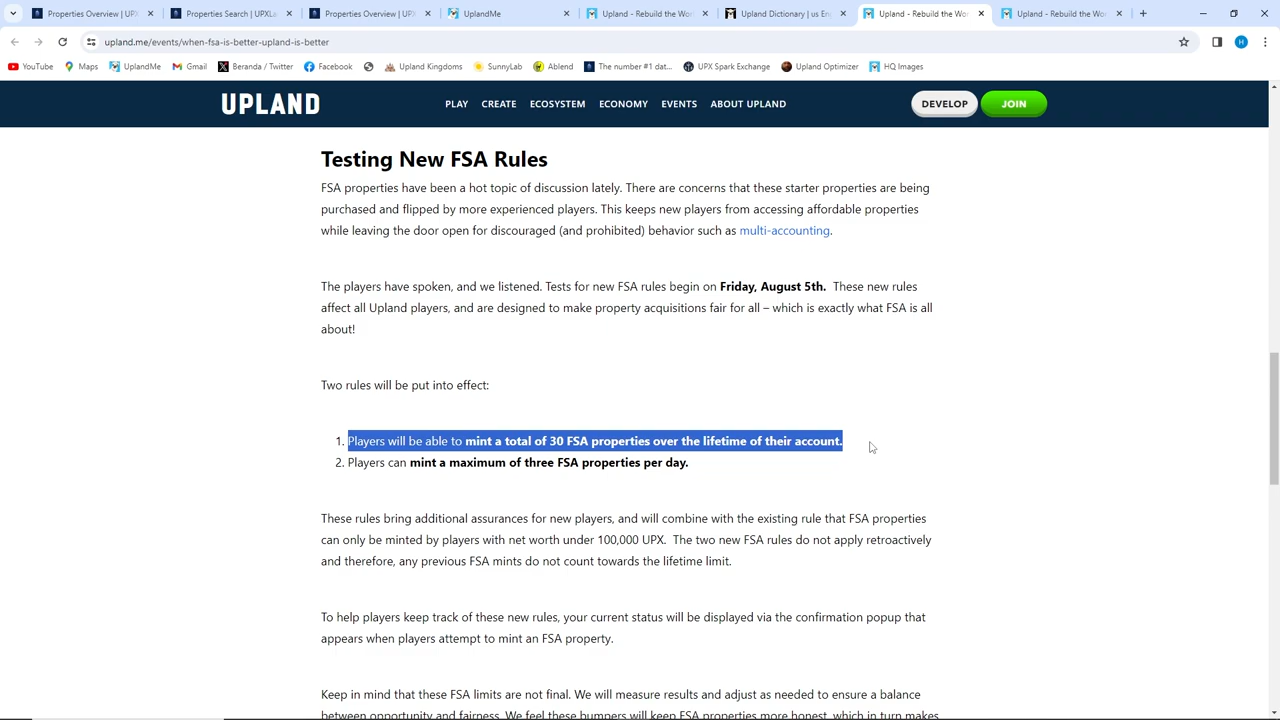 Properties Overview | UPX
Properties Search | UPXLa
Properties Overview | UPX
UplandMe
Upland - Rebuild the Wor
Upland Dictionary | us En
Upland - Rebuild the Wor
Upland - Rebuild the Wor
upland.me/events/when-fsa-is-better-upland-is-better
H
YouTube
Maps
UplandMe
Gmail
Beranda / Twitter
Facebook
Upland Kingdoms
SunnyLab
Ablend
The number #1 dat...
UPX Spark Exchange
Upland Optimizer
HQ Images
UPLAND
PLAY
CREATE
ECOSYSTEM
ECONOMY
EVENTS
ABOUT UPLAND
DEVELOP
JOIN
Testing New FSA Rules
FSA properties have been a hot topic of discussion lately. There are concerns that these starter properties are being
purchased and flipped by more experienced players. This keeps new players from accessing affordable properties
while leaving the door open for discouraged (and prohibited) behavior such as multi-accounting.
The players have spoken, and we listened. Tests for new FSA rules begin on Friday, August 5th. These new rules
affect all Upland players, and are designed to make property acquisitions fair for all – which is exactly what FSA is all
about!
Two rules will be put into effect:
1. Players will be able to mint a total of 30 FSA properties over the lifetime of their account.
2. Players can mint a maximum of three FSA properties per day.
These rules bring additional assurances for new players, and will combine with the existing rule that FSA properties
can only be minted by players with net worth under 100,000 UPX. The two new FSA rules do not apply retroactively
and therefore, any previous FSA mints do not count towards the lifetime limit.
To help players keep track of these new rules, your current status will be displayed via the confirmation popup that
appears when players attempt to mint an FSA property.
Keep in mind that these FSA limits are not final. We will measure results and adjust as needed to ensure a balance
between opportunity and fairness. We feel these bumpers will keep FSA properties more honest, which in turn makes